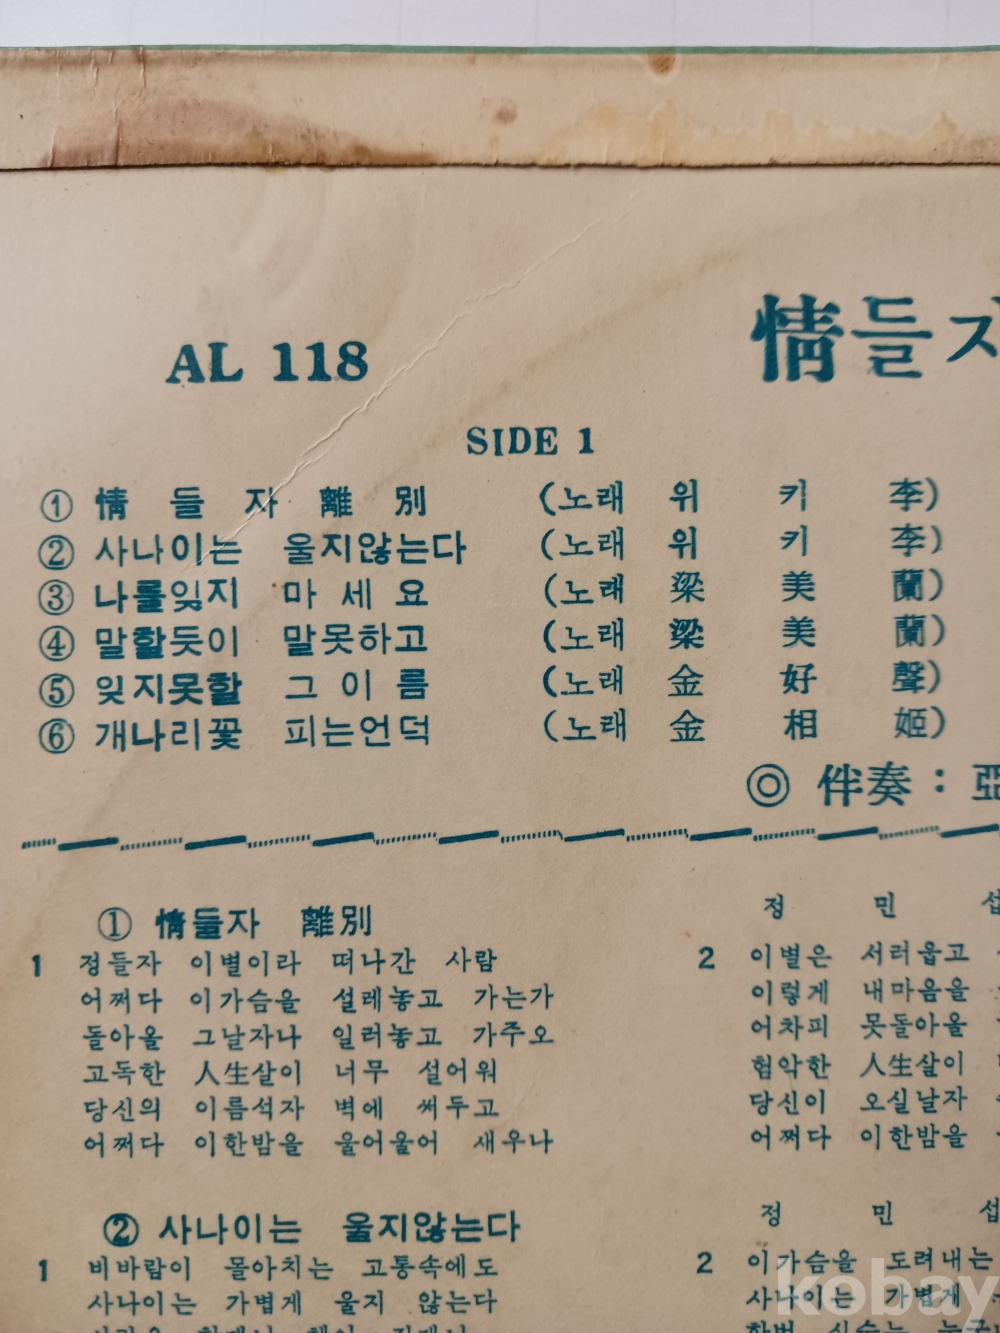 AL 118
情들자
SIDE 1
① 情들자 離別 (노래 위 키 李)
② 사나이는 울지않는다 (노래 위 키 李)
③ 나를잊지 마세요 (노래 梁 美 蘭)
④ 말할듯이 말못하고 (노래 梁 美 蘭)
⑤ 잊지못할 그이름 (노래 金 好 聲)
⑥ 개나리꽃 피는언덕 (노래 金 相 姬)
◎ 伴奏 : 亞
① 情들자 離別
정 민 섭
1 정들자 이별이라 떠나간 사람
어쩌다 이가슴을 설레놓고 가는가
돌아올 그날자나 일러놓고 가주오
고독한 人生살이 너무 설어워
당신의 이름석자 벽에 써두고
어쩌다 이한밤을 울어울어 새우나
2 이별은 서러웁고
이렇게 내마음을
어차피 못돌아올
험악한 人生살이
당신이 오실날자
어쩌다 이한밤을
② 사나이는 울지않는다
정 민 섭
1 비바람이 몰아치는 고통속에도
사나이는 가볍게 울지 않는다
2 이가슴을 도려내는
사나이는 가볍게
kobay